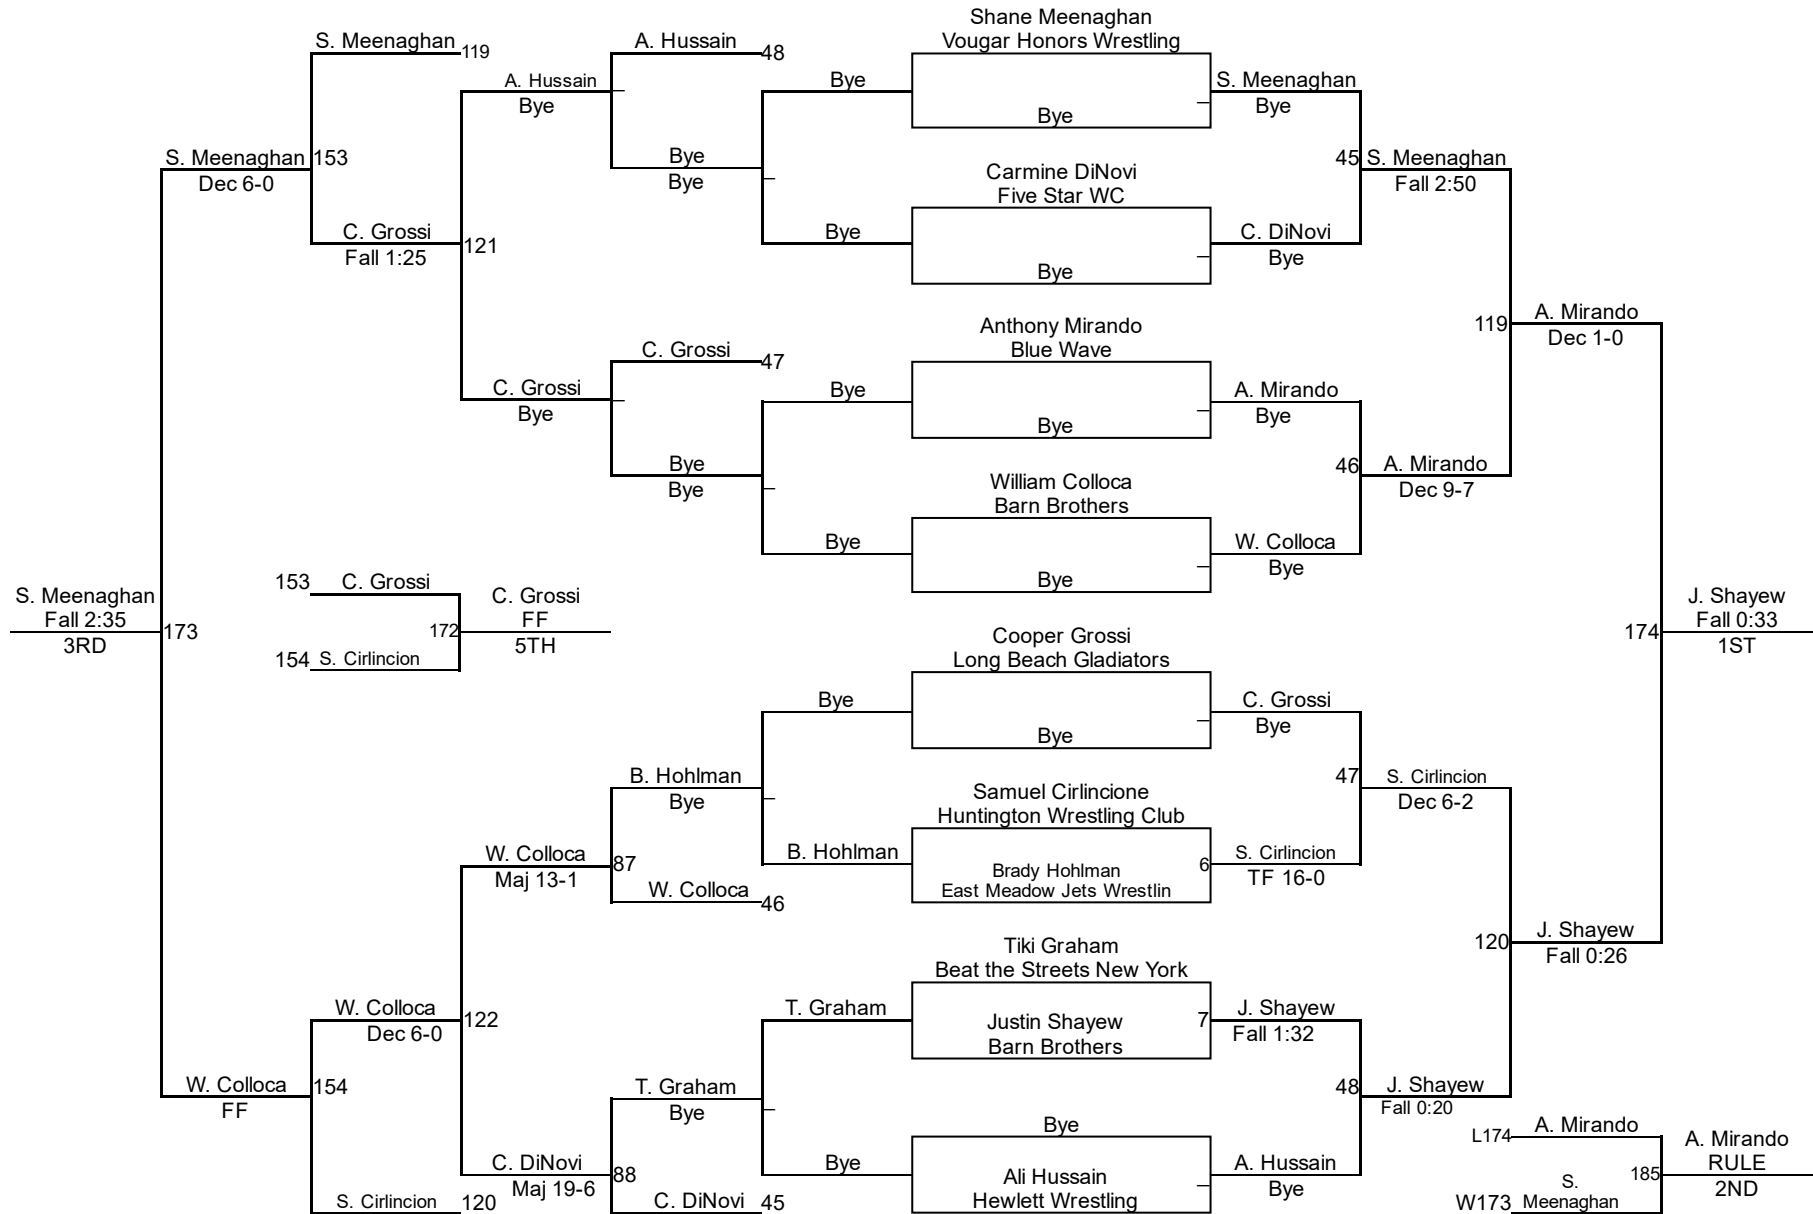 Shane Meenaghan
Vougar Honors Wrestling
S. Meenaghan
119
A. Hussain
48
A. Hussain
Bye
Bye
Bye
S. Meenaghan
Bye
S. Meenaghan
Dec 6-0
153
Bye
Bye
Carmine DiNovi
Five Star WC
45
S. Meenaghan
Fall 2:50
C. Grossi
Fall 1:25
121
Bye
Bye
C. DiNovi
Bye
Anthony Mirando
Blue Wave
119
A. Mirando
Dec 1-0
C. Grossi
47
C. Grossi
Bye
Bye
Bye
A. Mirando
Bye
Bye
Bye
William Colloca
Barn Brothers
46
A. Mirando
Dec 9-7
Bye
Bye
W. Colloca
Bye
S. Meenaghan
Fall 2:35
3RD
173
153
C. Grossi
154
S. Cirlincion
172
C. Grossi
FF
5TH
174
J. Shayew
Fall 0:33
1ST
Cooper Grossi
Long Beach Gladiators
Bye
Bye
C. Grossi
Bye
B. Hohlman
Bye
Samuel Cirlincione
Huntington Wrestling Club
47
S. Cirlincion
Dec 6-2
W. Colloca
Maj 13-1
87
B. Hohlman
Brady Hohlman
East Meadow Jets Wrestlin
6
S. Cirlincion
TF 16-0
W. Colloca
46
Tiki Graham
Beat the Streets New York
120
J. Shayew
Fall 0:26
W. Colloca
Dec 6-0
122
T. Graham
Justin Shayew
Barn Brothers
7
J. Shayew
Fall 1:32
W. Colloca
FF
154
T. Graham
Bye
48
J. Shayew
Fall 0:20
Bye
L174
A. Mirando
C. DiNovi
Maj 19-6
88
Bye
Ali Hussain
Hewlett Wrestling
A. Hussain
Bye
185
A. Mirando
RULE
2ND
S. Cirlincion
120
C. DiNovi
45
W173
S.
Meenaghan